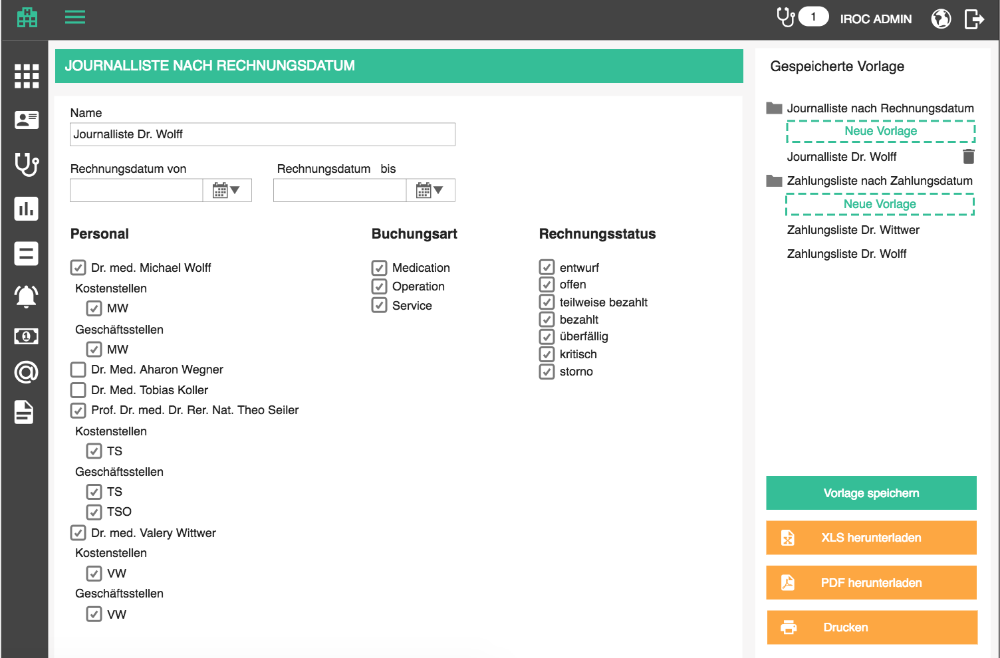 1
IROC ADMIN
JOURNALLISTE NACH RECHNUNGSDATUM
Name
Journalliste Dr. Wolff
Rechnungsdatum von
Rechnungsdatum bis
Personal
Dr. med. Michael Wolff
Kostenstellen
MW
Geschäftsstellen
MW
Dr. Med. Aharon Wegner
Dr. Med. Tobias Koller
Prof. Dr. med. Dr. Rer. Nat. Theo Seiler
Kostenstellen
TS
Geschäftsstellen
TS
TSO
Dr. med. Valery Wittwer
Kostenstellen
VW
Geschäftsstellen
VW
Buchungsart
Medication
Operation
Service
Rechnungsstatus
entwurf
offen
teilweise bezahlt
bezahlt
überfällig
kritisch
storno
Gespeicherte Vorlage
Journalliste nach Rechnungsdatum
Neue Vorlage
Journalliste Dr. Wolff
Zahlungsliste nach Zahlungsdatum
Neue Vorlage
Zahlungsliste Dr. Wittwer
Zahlungsliste Dr. Wolff
Vorlage speichern
XLS herunterladen
PDF herunterladen
Drucken